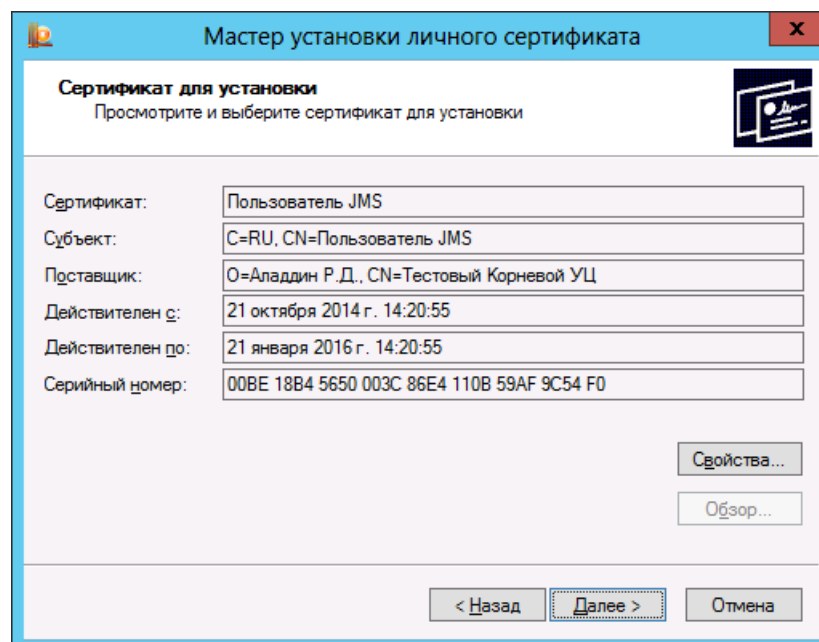 Мастер установки личного сертификата
x
Сертификат для установки
Просмотрите и выберите сертификат для установки
Сертификат: Пользователь JMS
Субъект: C=RU, CN=Пользователь JMS
Поставщик: O=Аладдин Р.Д., CN=Тестовый Корневой УЦ
Действителен с: 21 октября 2014 г. 14:20:55
Действителен по: 21 января 2016 г. 14:20:55
Серийный номер: 00BE 18B4 5650 003C 86E4 110B 59AF 9C54 F0
Свойства...
Обзор...
< Назад Далее > Отмена